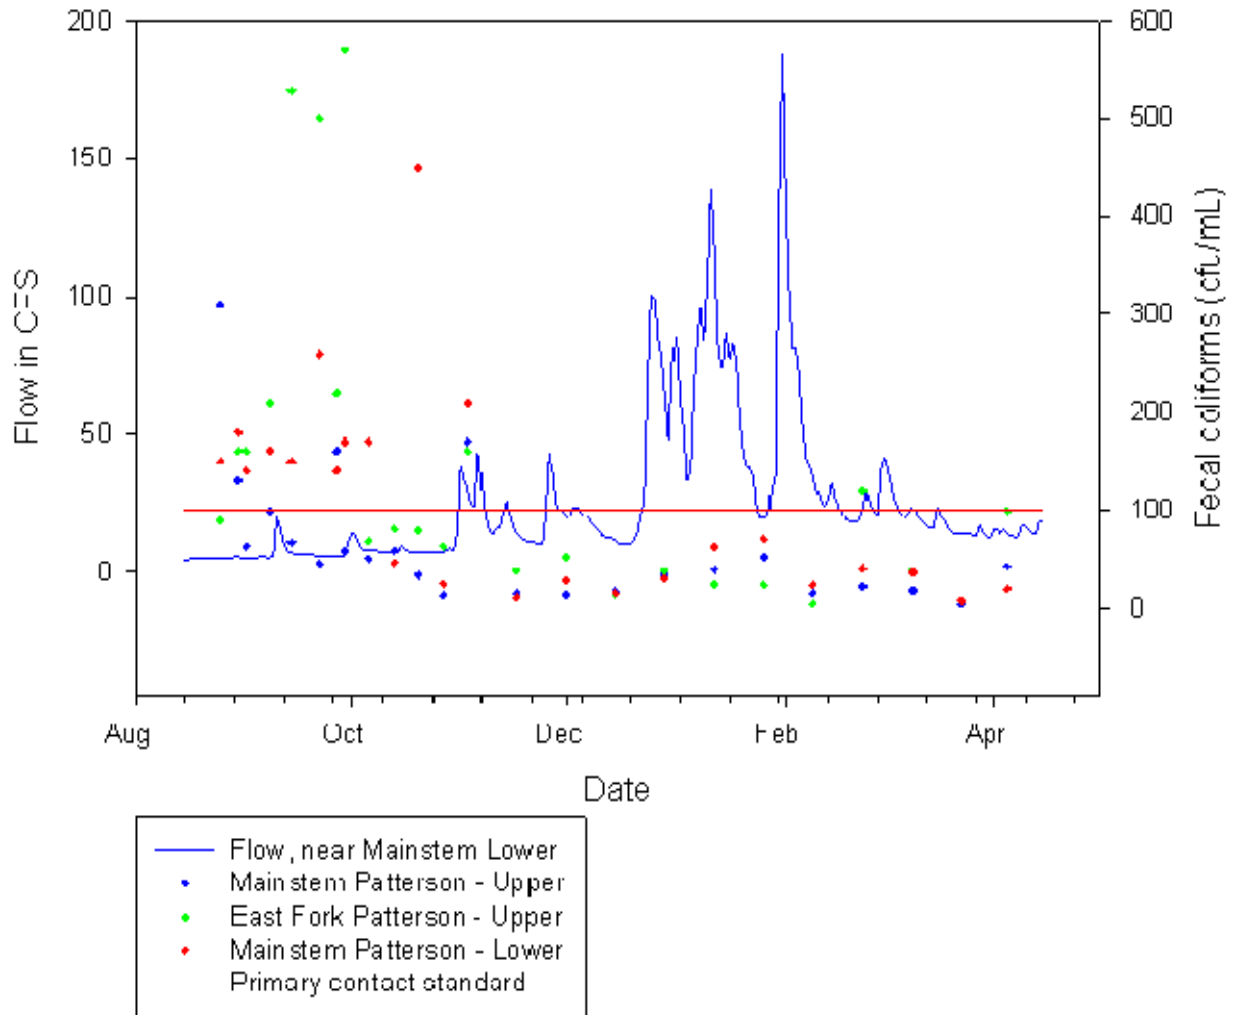 200
150
100
50
0
Flow in CFS
600
500
400
300
200
100
0
Fecal coliforms (cfu/mL)
Aug Oct Dec Feb Apr
Date
Flow, near Mainstem Lower
Mainstem Patterson - Upper
East Fork Patterson - Upper
Mainstem Patterson - Lower
Primary contact standard